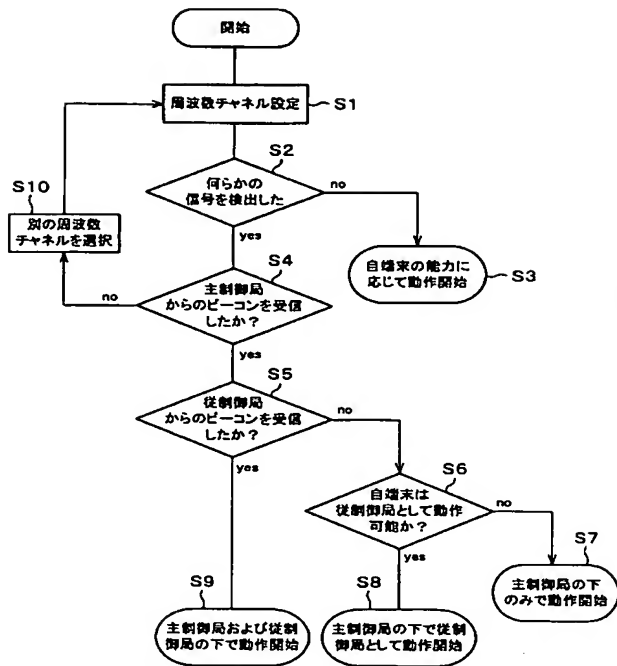 開始
周波数チャネル設定
S1
S2
何らかの
信号を検出した
no
yes
S10
別の周波数
チャネルを選択
自端末の能力に
応じて動作開始
S3
S4
主制御局
からのビーコンを受信
したか?
no
yes
S5
従制御局
からのビーコンを受信
したか?
no
yes
S6
自端末は
従制御局として動作
可能か?
no
yes
S7
主制御局の下
のみで動作開始
S9
主制御局および従制
御局の下で動作開始
S8
主制御局の下で従制
御局として動作開始